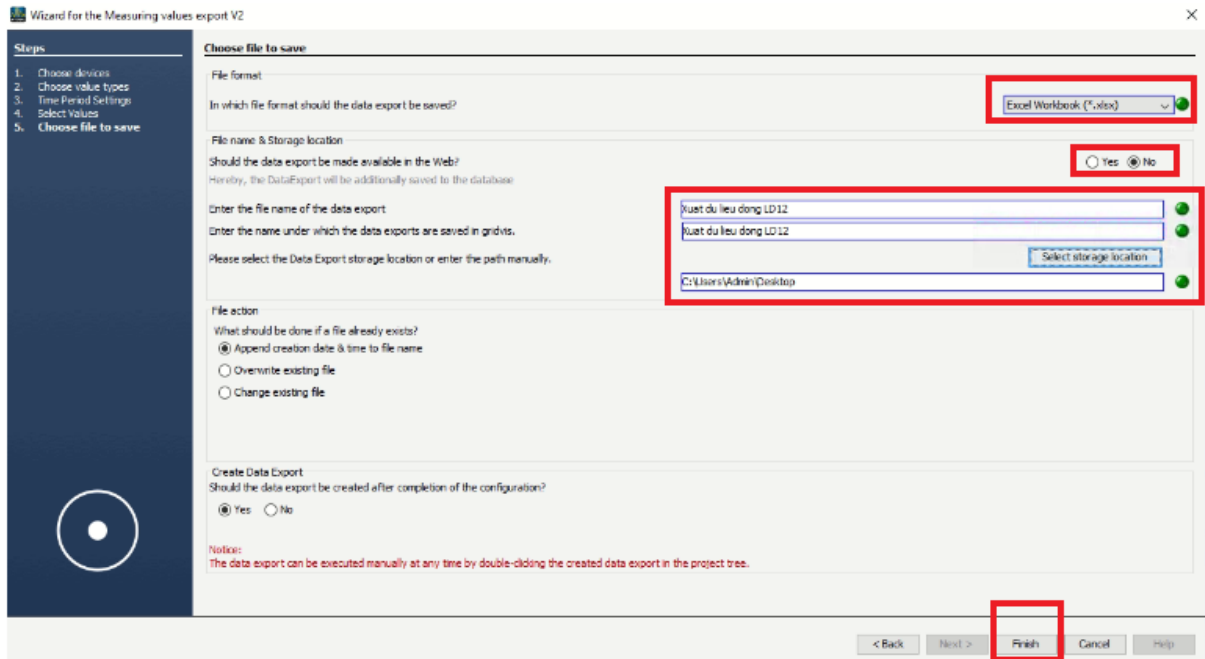 Wizard for the Measuring values export V2
Steps
1. Choose devices
2. Choose value types
3. Time Period Settings
4. Select Values
5. Choose file to save
Choose file to save
File format
In which file format should the data export be saved?
Excel Workbook (*.xlsx)
File name & Storage location
Should the data export be made available in the Web?
Yes No
Hereby, the DataExport will be additionally saved to the database
Enter the file name of the data export
Xuat du lieu dong LD12
Enter the name under which the data exports are saved in gridvis.
Xuat du lieu dong LD12
Please select the Data Export storage location or enter the path manually.
Select storage location
C:\Users\Admin\Desktop
File action
What should be done if a file already exists?
Append creation date & time to file name
Overwrite existing file
Change existing file
Create Data Export
Should the data export be created after completion of the configuration?
Yes No
Notice:
The data export can be executed manually at any time by double-clicking the created data export in the project tree.
< Back Next > Finish Cancel Help